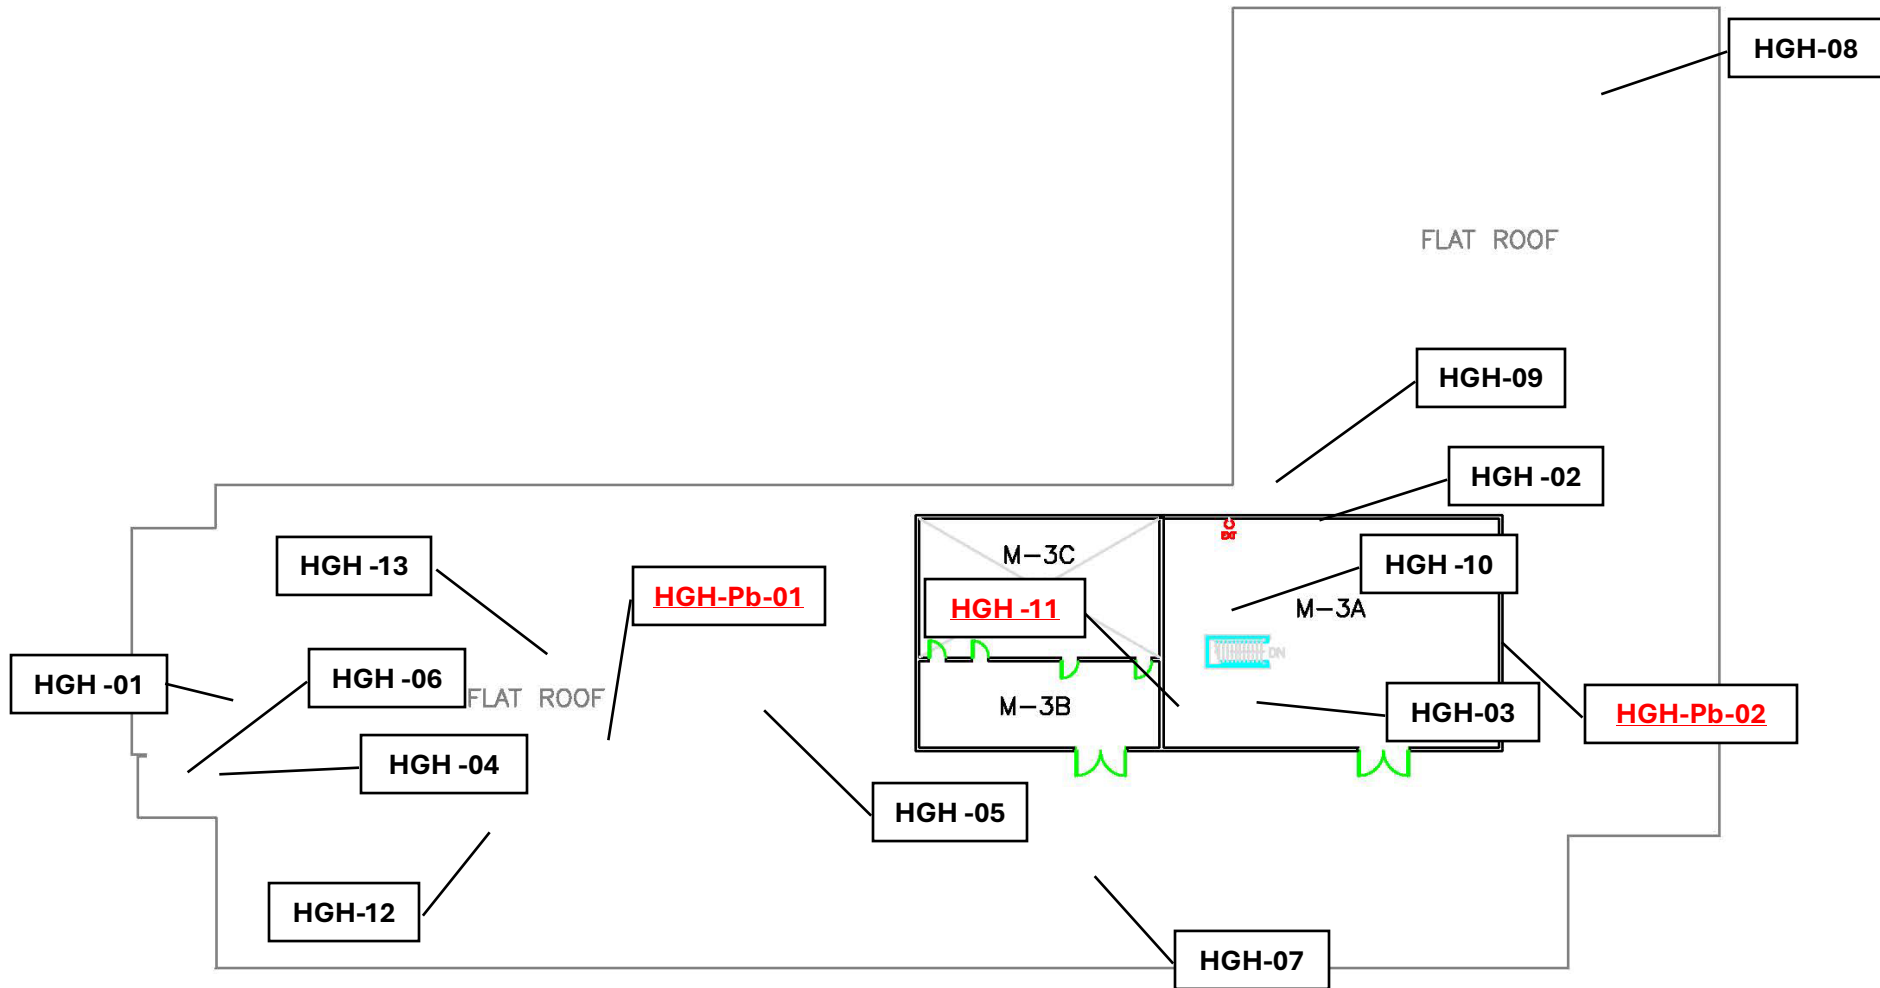 HGH-08
FLAT ROOF
HGH-09
HGH -02
EXT
M-3C
HGH -13
HGH -10
HGH-Pb-01
HGH -11
M-3A
DN
HGH -01
HGH -06
FLAT ROOF
M-3B
HGH-03
HGH-Pb-02
HGH -04
HGH -05
HGH-12
HGH-07